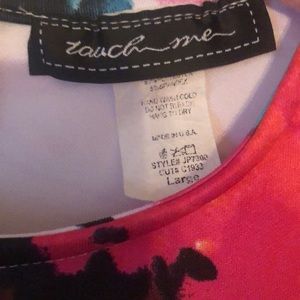 touch me
HAND WASH COLD
DO NOT TUMBLE
HANG TO DRY
MADE IN U.S.A.
STYLE# JP7300
CUT# C1933
Large